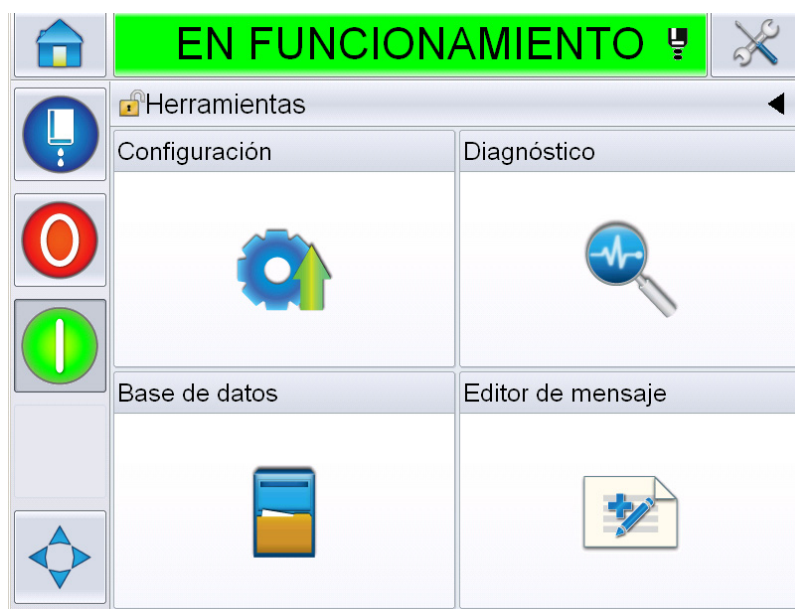 EN FUNCIONAMIENTO
Herramientas
Configuración
Diagnóstico
Base de datos
Editor de mensaje